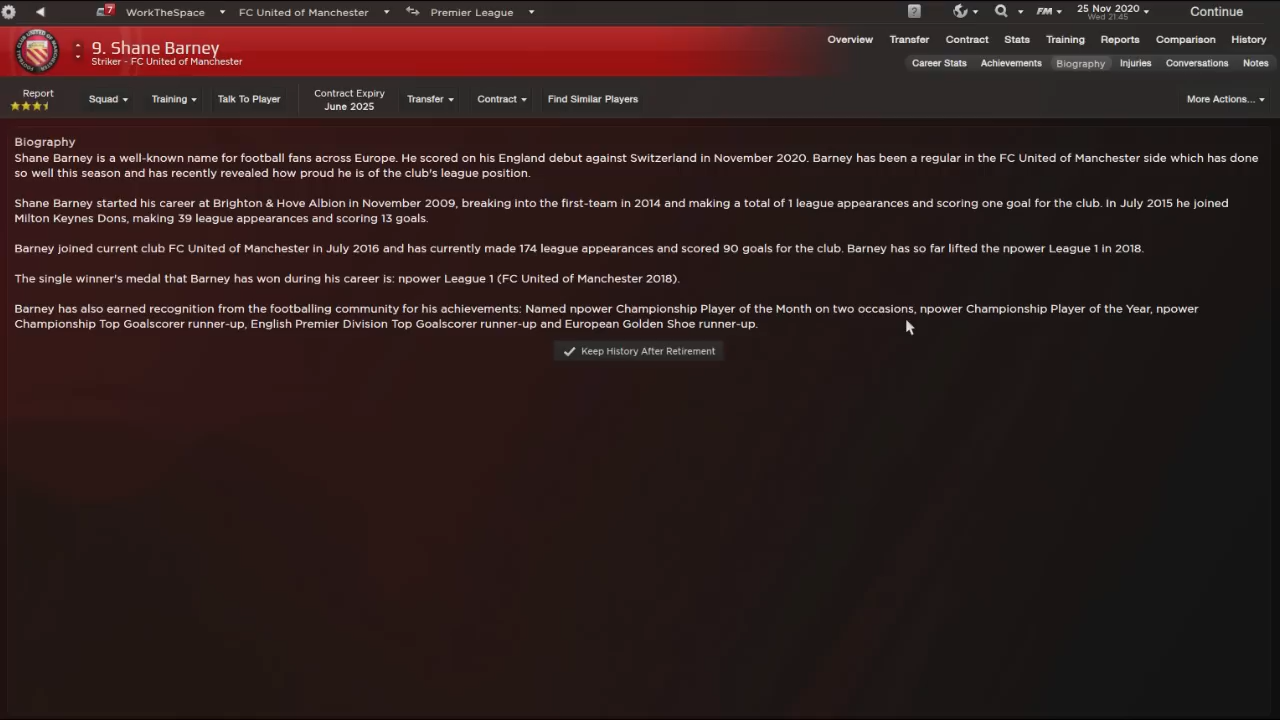 7 WorkTheSpace FC United of Manchester Premier League ? FM 25 Nov 2020 Wed 21:45 Continue
9. Shane Barney
Striker - FC United of Manchester
Overview Transfer Contract Stats Training Reports Comparison History
Career Stats Achievements Biography Injuries Conversations Notes
Report Squad Training Talk To Player Contract Expiry June 2025 Transfer Contract Find Similar Players More Actions...
Biography
Shane Barney is a well-known name for football fans across Europe. He scored on his England debut against Switzerland in November 2020. Barney has been a regular in the FC United of Manchester side which has done
so well this season and has recently revealed how proud he is of the club's league position.
Shane Barney started his career at Brighton & Hove Albion in November 2009, breaking into the first-team in 2014 and making a total of 1 league appearances and scoring one goal for the club. In July 2015 he joined
Milton Keynes Dons, making 39 league appearances and scoring 13 goals.
Barney joined current club FC United of Manchester in July 2016 and has currently made 174 league appearances and scored 90 goals for the club. Barney has so far lifted the npower League 1 in 2018.
The single winner's medal that Barney has won during his career is: npower League 1 (FC United of Manchester 2018).
Barney has also earned recognition from the footballing community for his achievements: Named npower Championship Player of the Month on two occasions, npower Championship Player of the Year, npower
Championship Top Goalscorer runner-up, English Premier Division Top Goalscorer runner-up and European Golden Shoe runner-up.
Keep History After Retirement